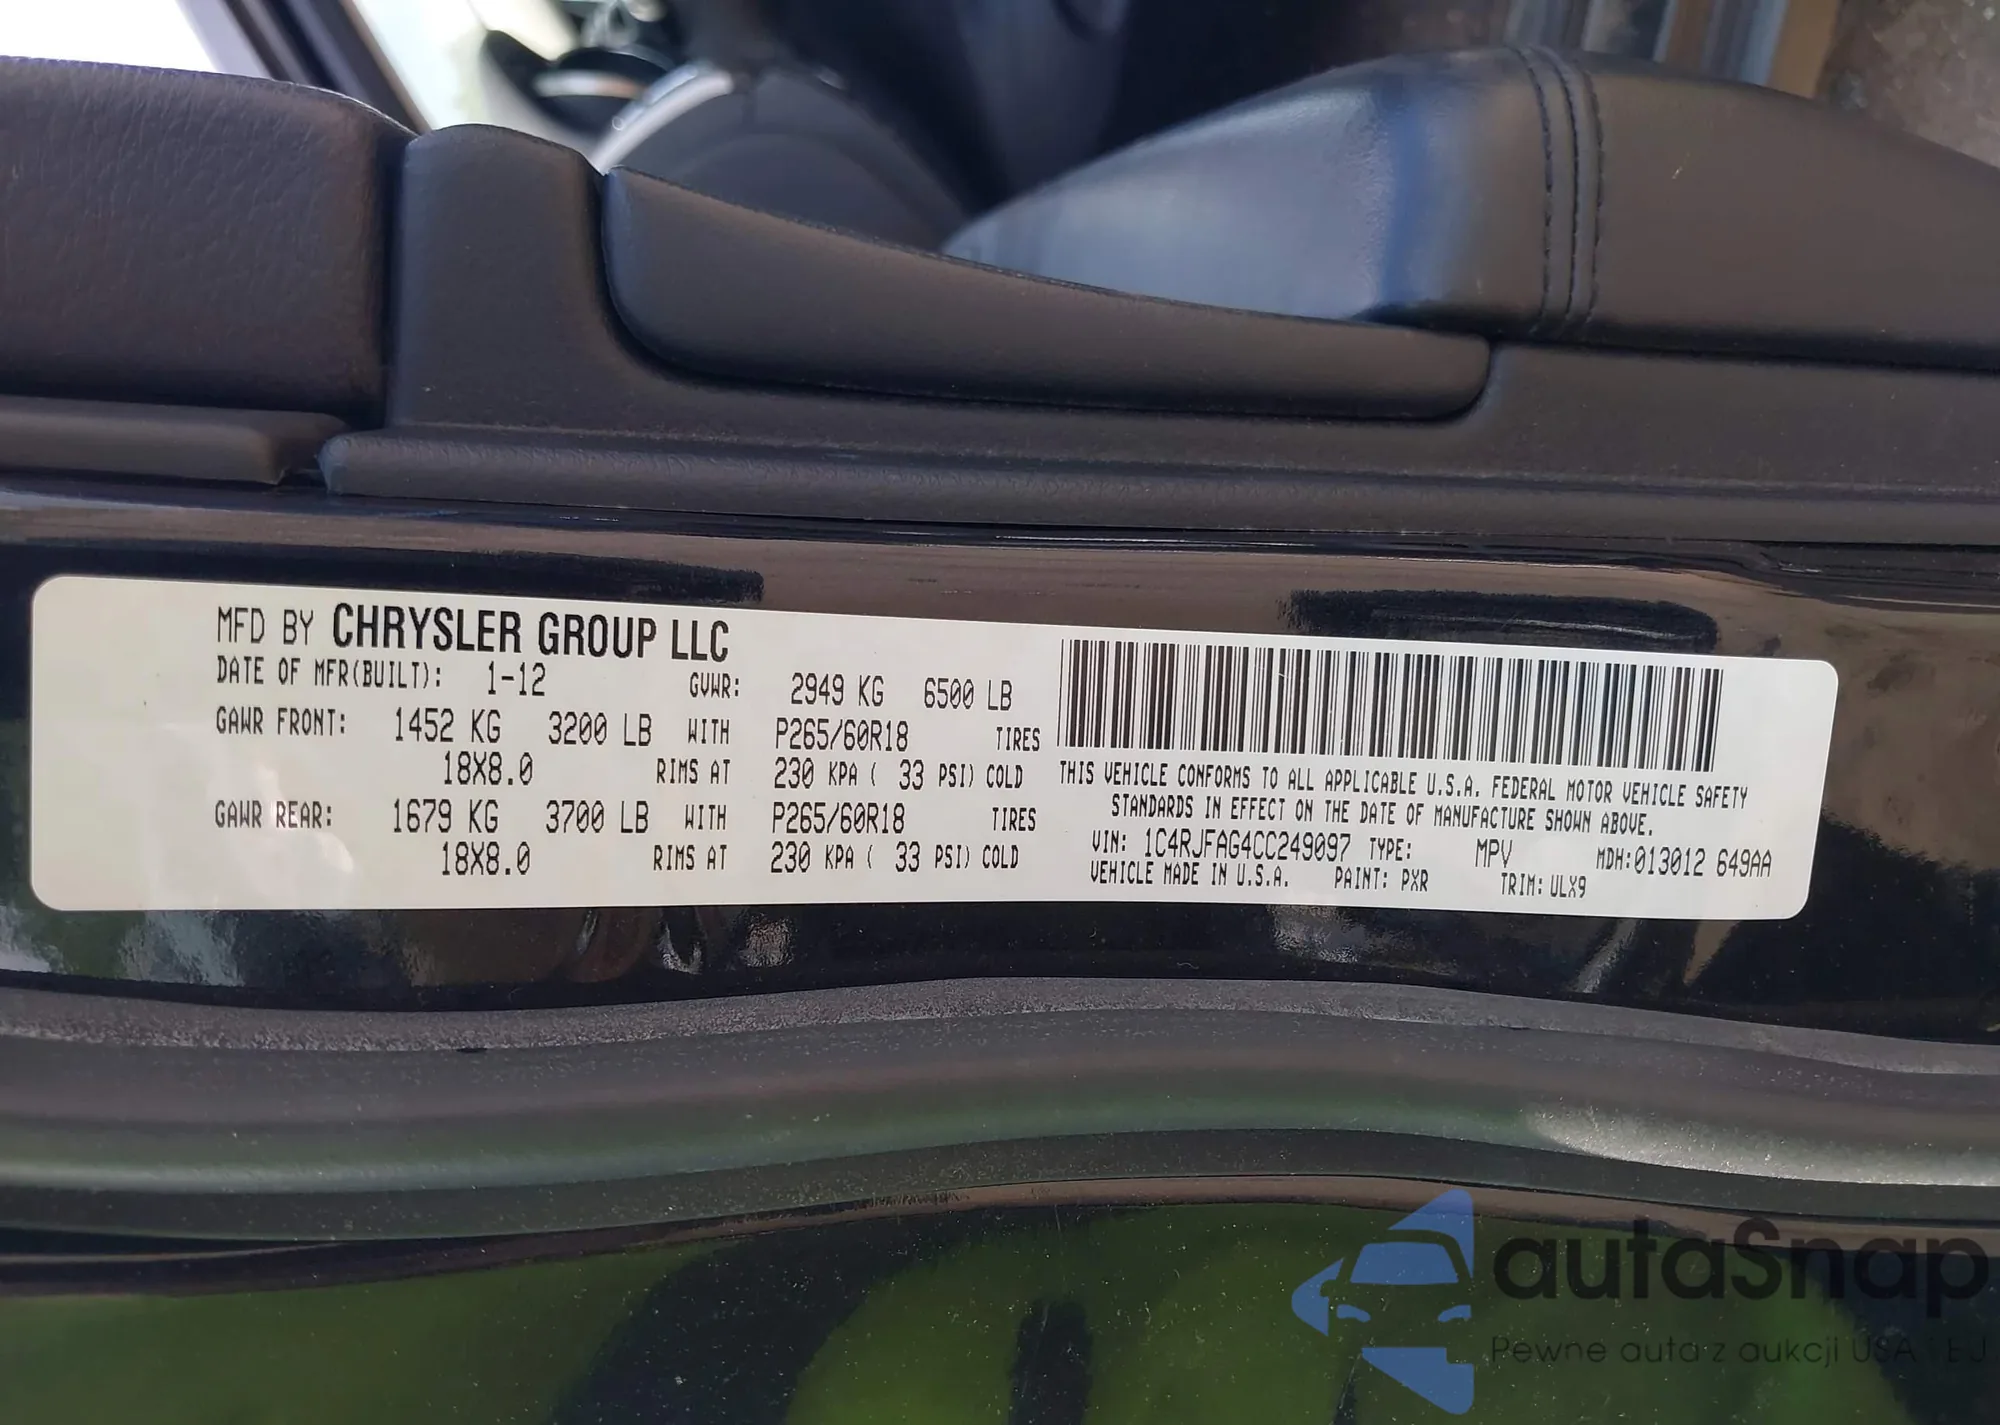 MFD BY CHRYSLER GROUP LLC
DATE OF MFR(BUILT): 1-12 GVWR: 2949 KG 6500 LB
GAWR FRONT: 1452 KG 3200 LB WITH P265/60R18 TIRES
18X8.0 RIMS AT 230 KPA ( 33 PSI) COLD
GAWR REAR: 1679 KG 3700 LB WITH P265/60R18 TIRES
18X8.0 RIMS AT 230 KPA ( 33 PSI) COLD
THIS VEHICLE CONFORMS TO ALL APPLICABLE U.S.A. FEDERAL MOTOR VEHICLE SAFETY
STANDARDS IN EFFECT ON THE DATE OF MANUFACTURE SHOWN ABOVE.
VIN: 1C4RJFAG4CC249097 TYPE: MPV MDH:013012 649AA
VEHICLE MADE IN U.S.A. PAINT: PXR TRIM: ULX9
autaSnap
Pewne auta z aukcji USA i EU